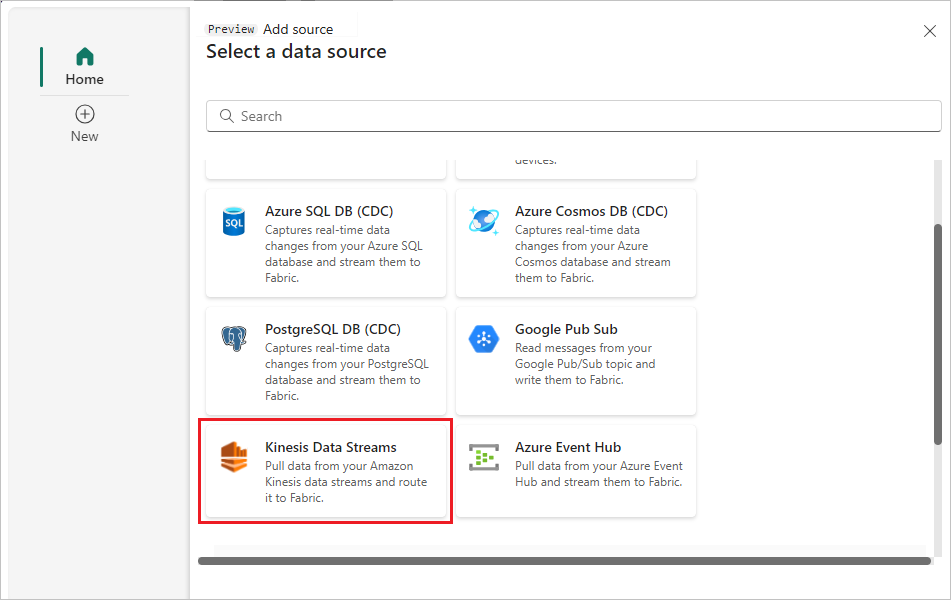 Preview Add source
Select a data source
Home
New
Search
devices.
SQL
Azure SQL DB (CDC)
Captures real-time data
changes from your Azure SQL
database and stream them to
Fabric.
Azure Cosmos DB (CDC)
Captures real-time data
changes from your Azure
Cosmos database and stream
them to Fabric.
PostgreSQL DB (CDC)
Captures real-time data
changes from your PostgreSQL
database and stream them to
Fabric.
Google Pub Sub
Read messages from your
Google Pub/Sub topic and
write them to Fabric.
Kinesis Data Streams
Pull data from your Amazon
Kinesis data streams and route
it to Fabric.
Azure Event Hub
Pull data from your Azure Event
Hub and stream them to Fabric.